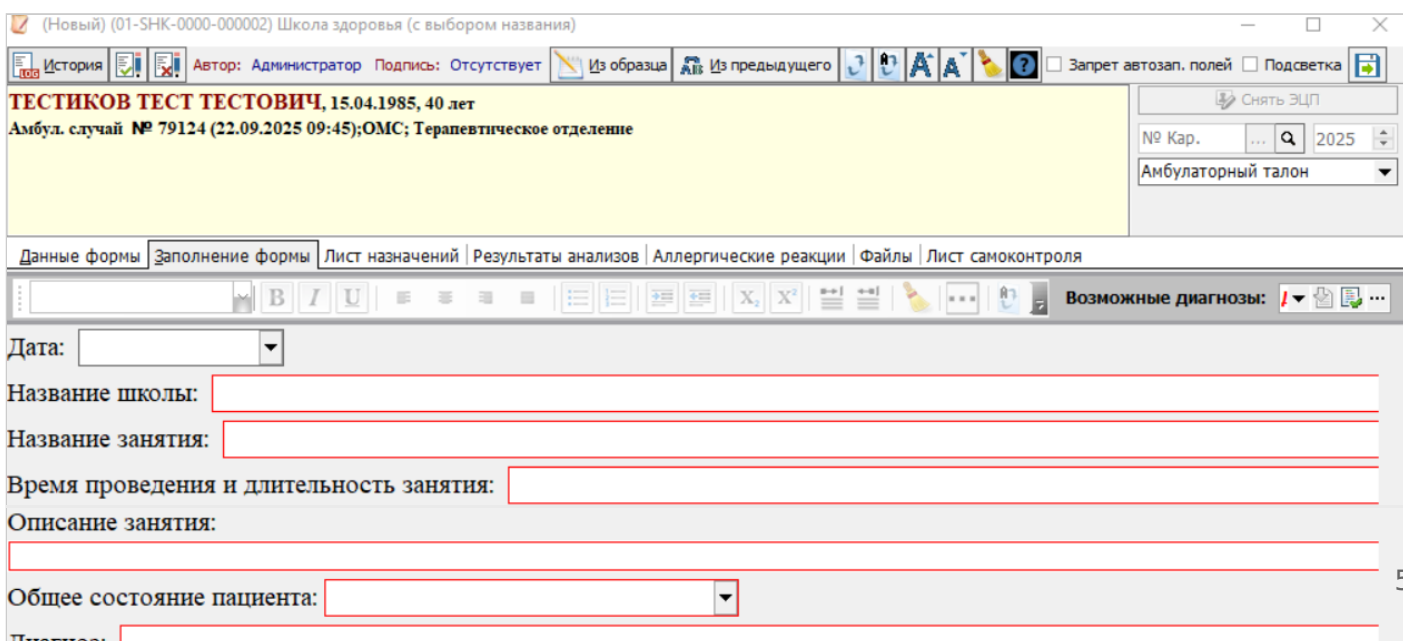 (Новый) (01-SHK-0000-000002) Школа здоровья (с выбором названия)
История Автор: Администратор Подпись: Отсутствует Из образца Из предыдущего Запрет автозап. полей Подсветка
ТЕСТИКОВ ТЕСТ ТЕСТОВИЧ, 15.04.1985, 40 лет
Амбул. случай № 79124 (22.09.2025 09:45);ОМС; Терапевтическое отделение
Снять ЭЦП
№ Кар. ... 2025
Амбулаторный талон
Данные формы Заполнение формы Лист назначений Результаты анализов Аллергические реакции Файлы Лист самоконтроля
B I U X₂ X² Возможные диагнозы:
Дата:
Название школы:
Название занятия:
Время проведения и длительность занятия:
Описание занятия:
Общее состояние пациента:
Диагноз: